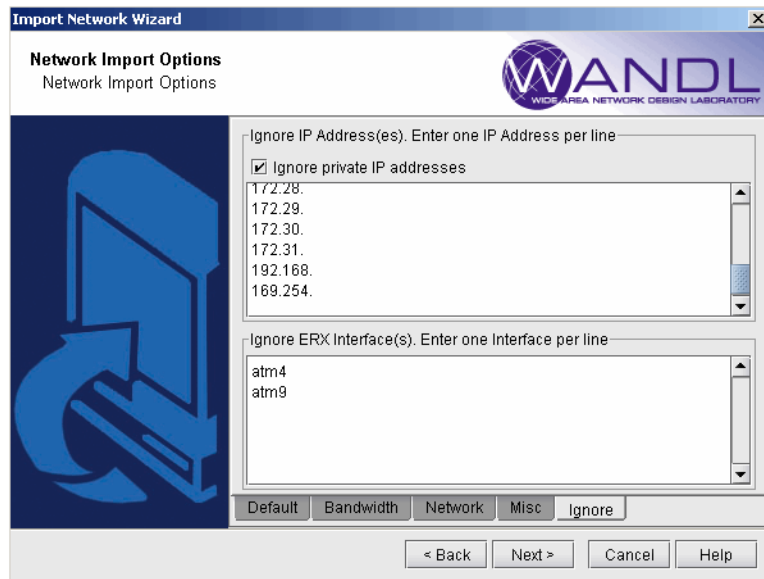 Import Network Wizard
Network Import Options
Network Import Options
WANDL
WIDE AREA NETWORK DESIGN LABORATORY
Ignore IP Address(es). Enter one IP Address per line
Ignore private IP addresses
172.28.
172.29.
172.30.
172.31.
192.168.
169.254.
Ignore ERX Interface(s). Enter one Interface per line
atm4
atm9
Default Bandwidth Network Misc Ignore
< Back Next > Cancel Help